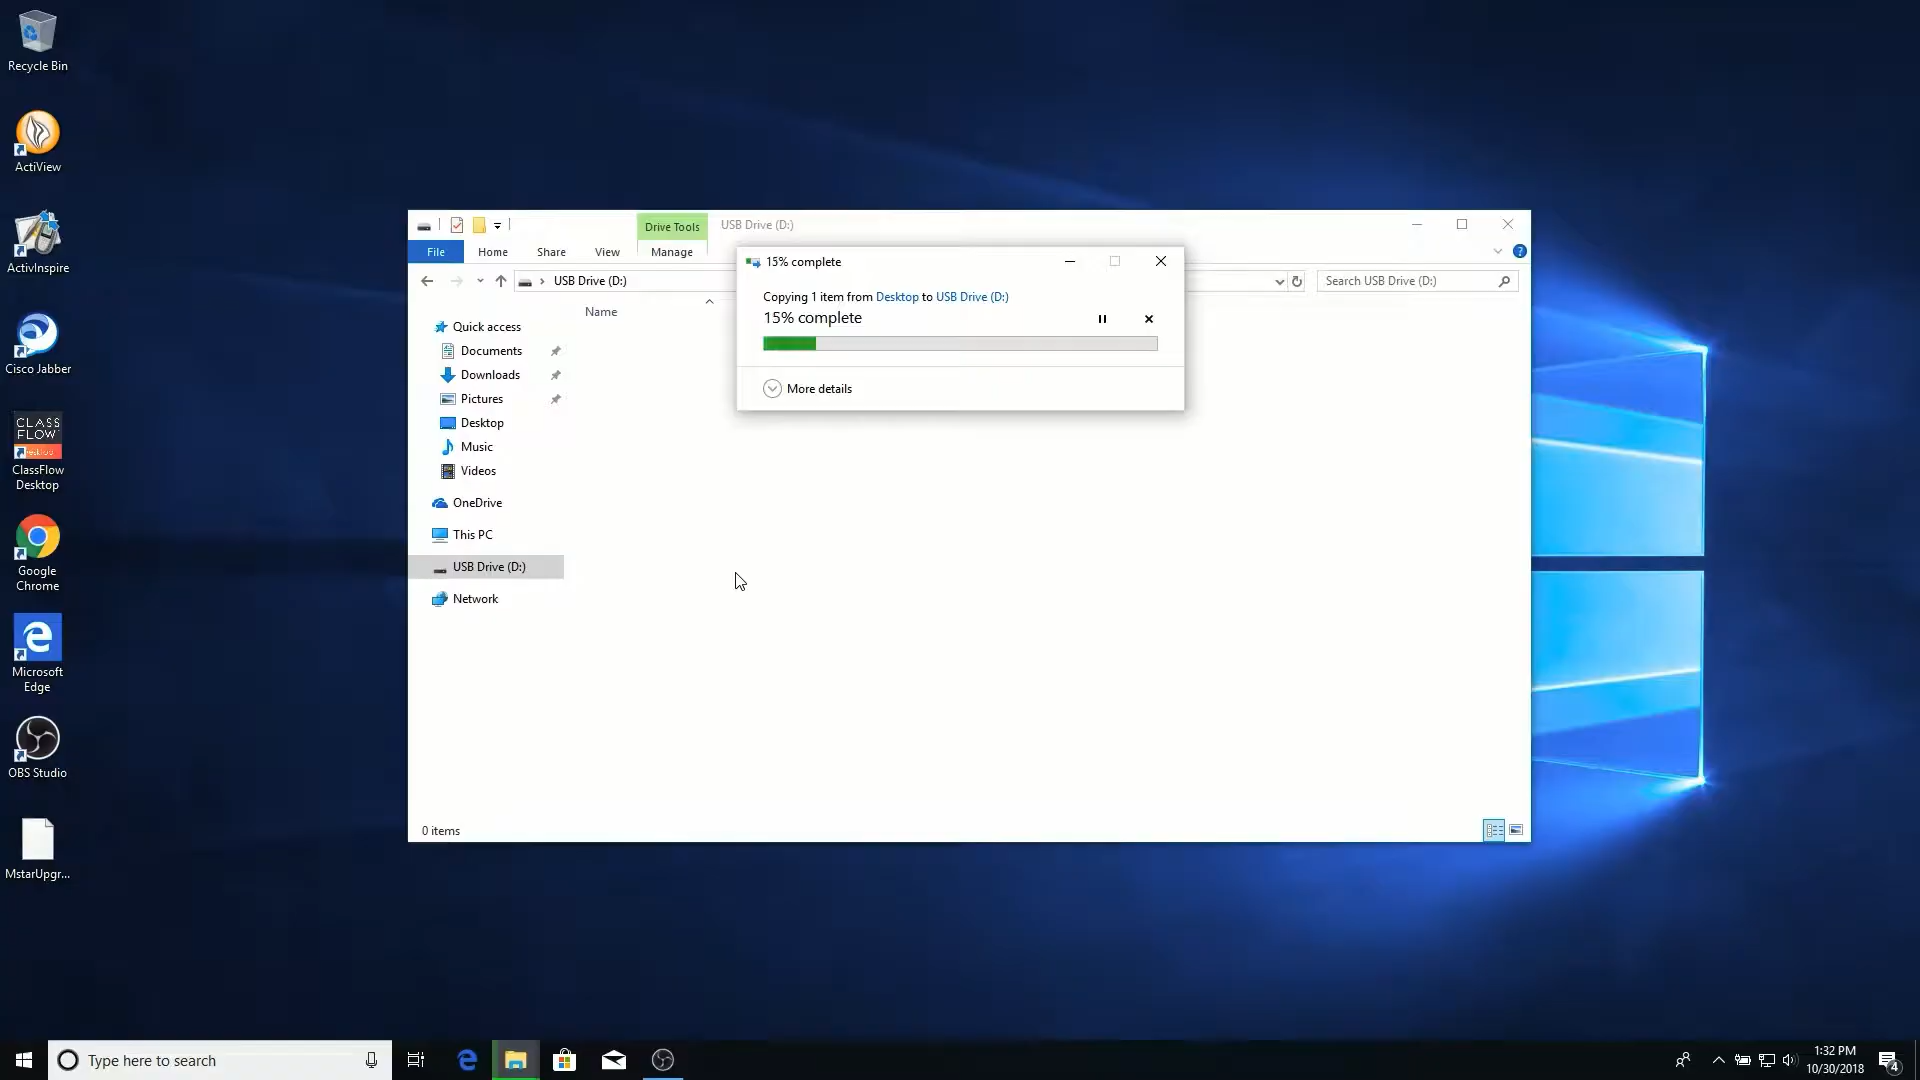 Recycle Bin
ActiView
ActivInspire
Cisco Jabber
CLASS
FLOW
Desktop
ClassFlow
Desktop
Google
Chrome
Microsoft
Edge
OBS Studio
MstarUpgr...
Drive Tools
USB Drive (D:)
File
Home
Share
View
Manage
USB Drive (D:)
Search USB Drive (D:)
Name
Quick access
Documents
Downloads
Pictures
Desktop
Music
Videos
OneDrive
This PC
USB Drive (D:)
Network
0 items
15% complete
Copying 1 item from Desktop to USB Drive (D:)
15% complete
More details
Type here to search
1:32 PM
10/30/2018
4